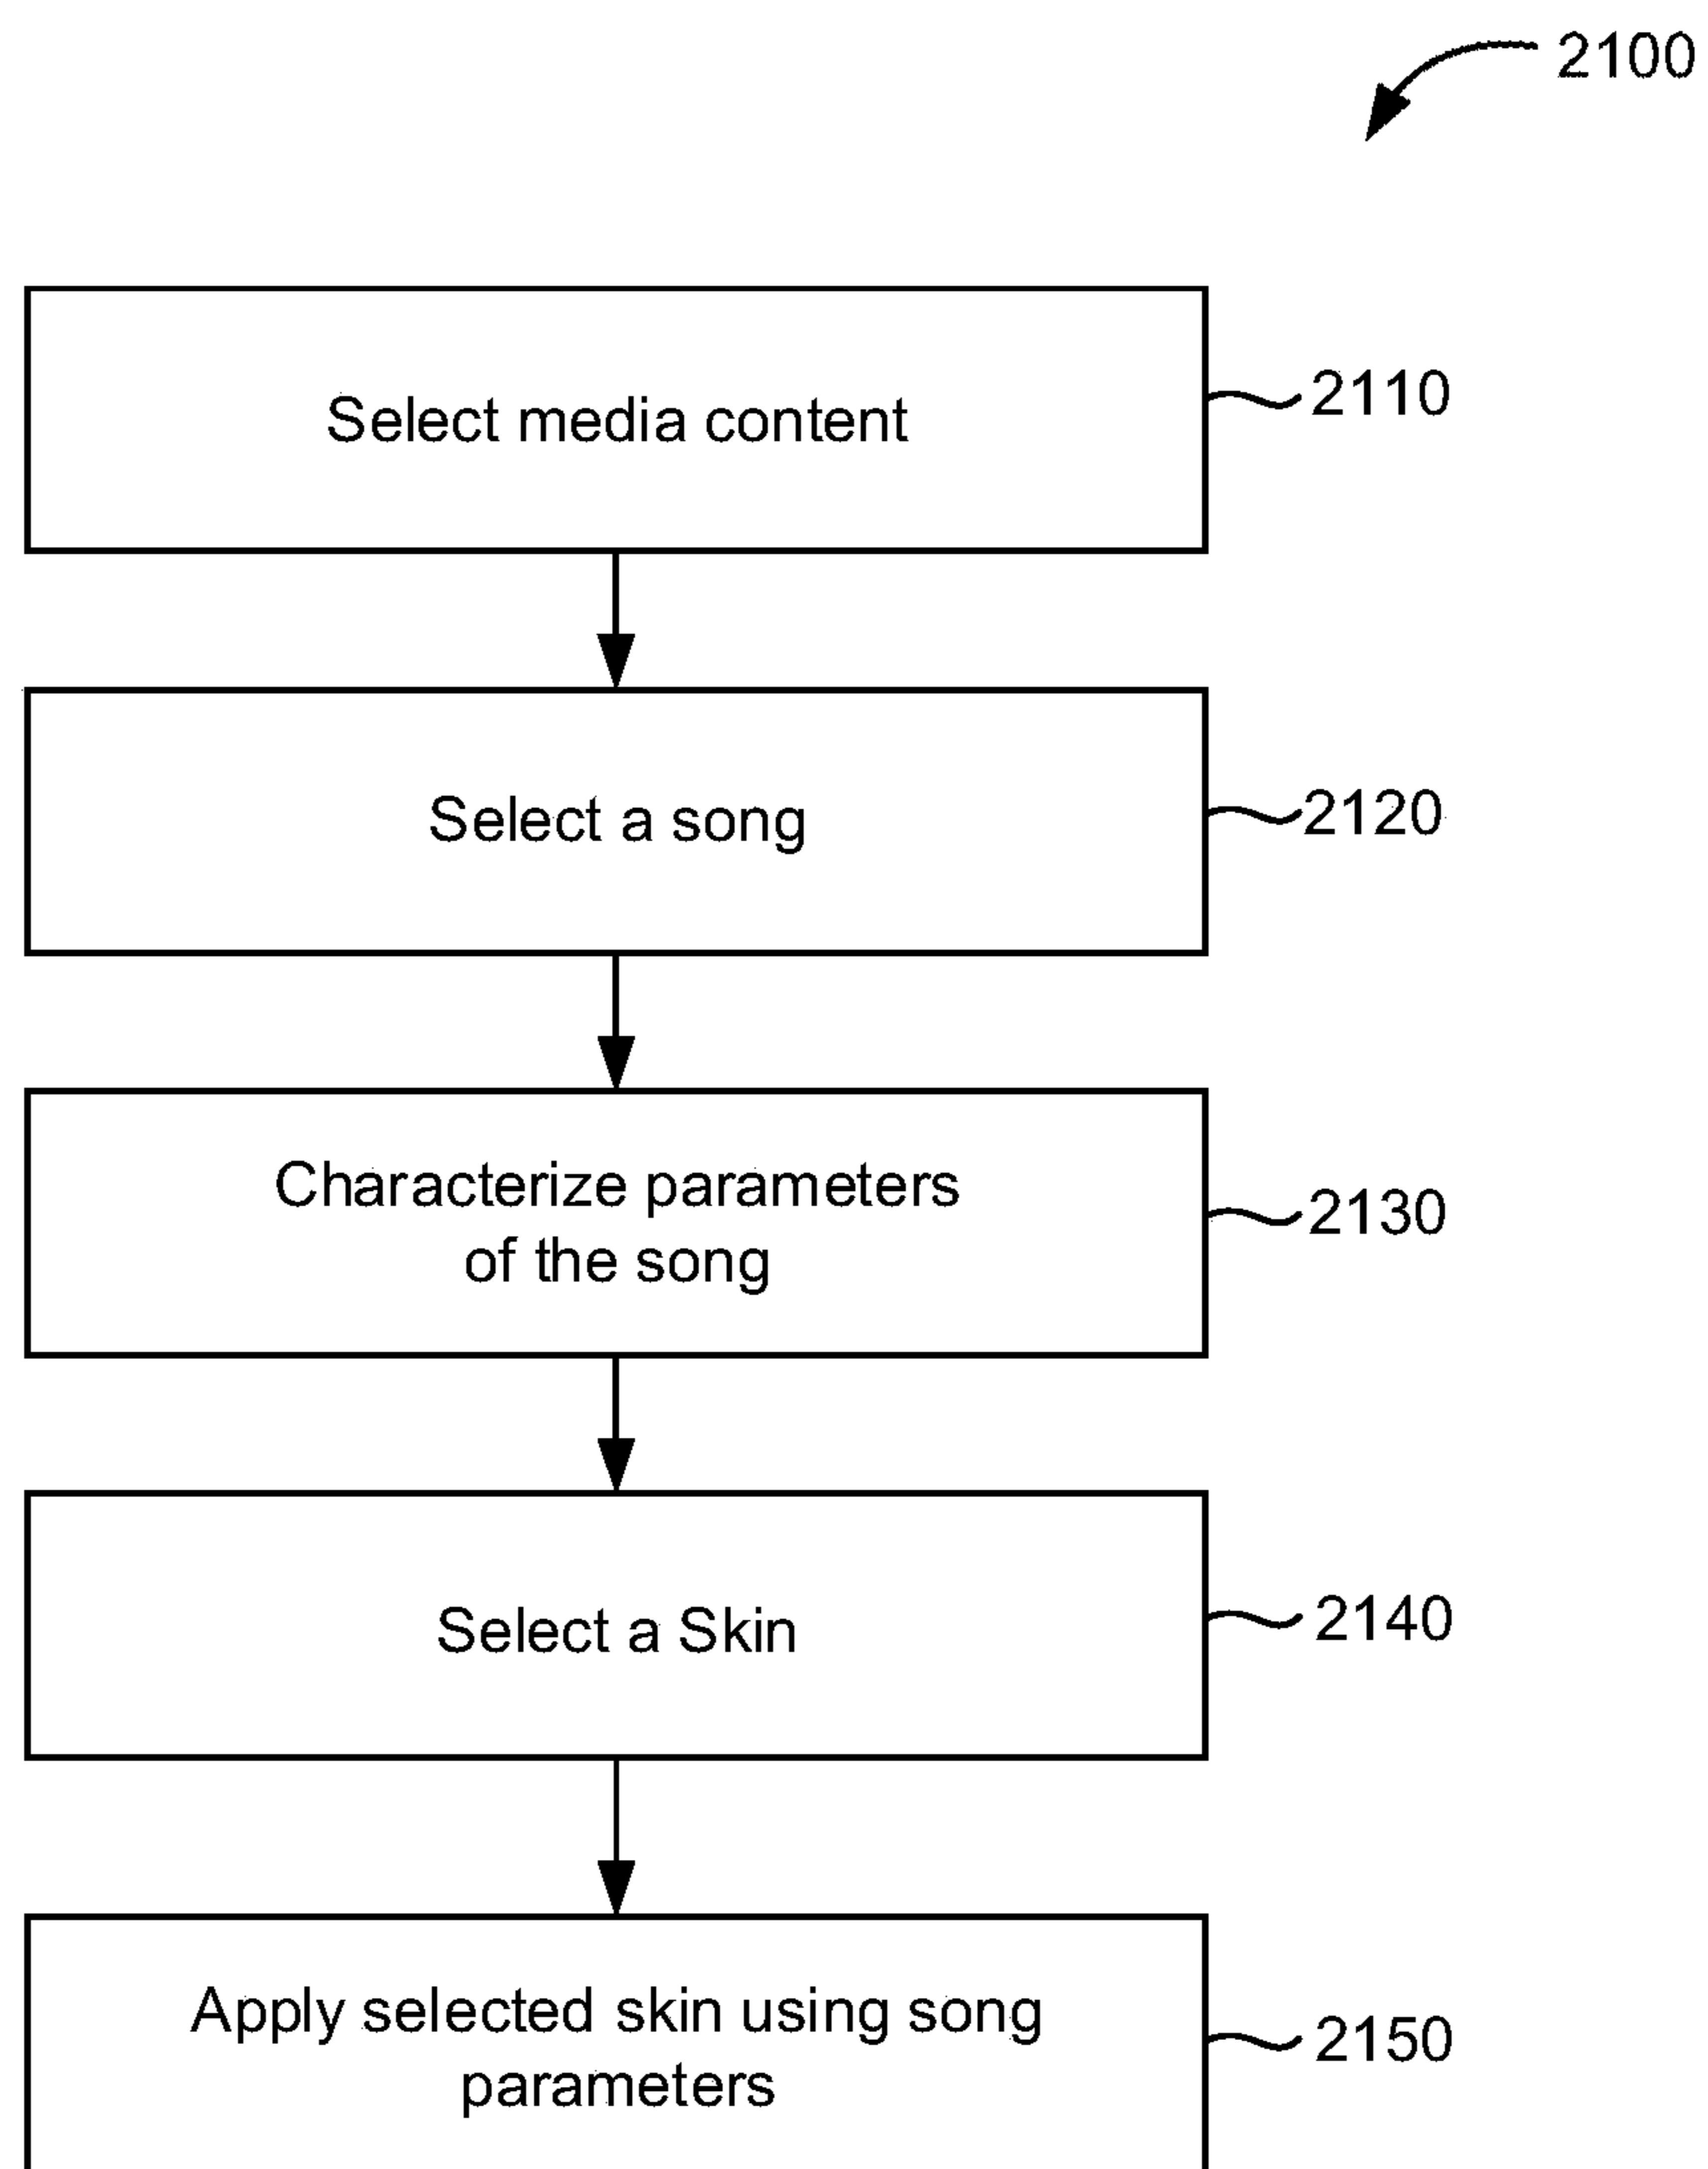 2100
Select media content
2110
Select a song
2120
Characterize parameters
of the song
2130
Select a Skin
2140
Apply selected skin using song
parameters
2150